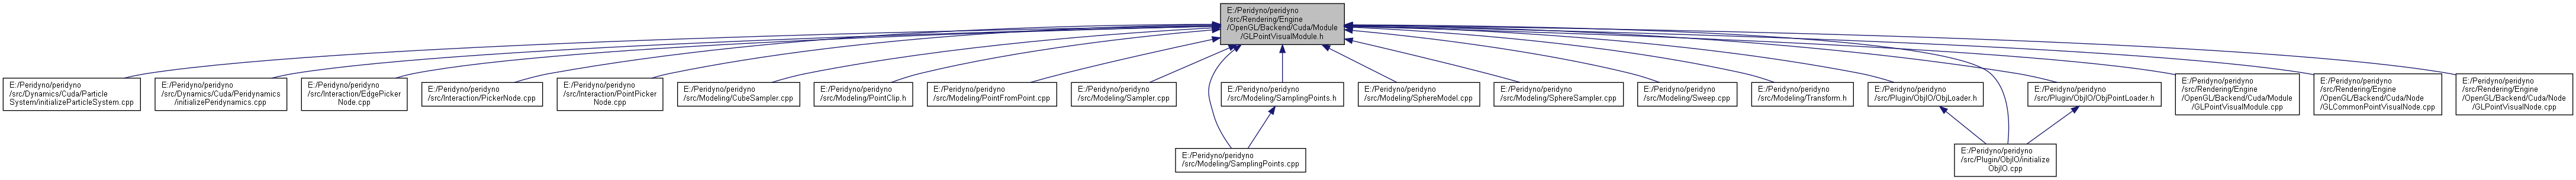 E:/Peridyno/peridyno
/src/Rendering/Engine
/OpenGL/Backend/Cuda/Module
/GLPointVisualModule.h
E:/Peridyno/peridyno
/src/Dynamics/Cuda/Particle
System/initializeParticleSystem.cpp
E:/Peridyno/peridyno
/src/Dynamics/Cuda/Peridynamics
/initializePeridynamics.cpp
E:/Peridyno/peridyno
/src/Interaction/EdgePicker
Node.cpp
E:/Peridyno/peridyno
/src/Interaction/PickerNode.cpp
E:/Peridyno/peridyno
/src/Interaction/PointPicker
Node.cpp
E:/Peridyno/peridyno
/src/Modeling/CubeSampler.cpp
E:/Peridyno/peridyno
/src/Modeling/PointClip.h
E:/Peridyno/peridyno
/src/Modeling/PointFromPoint.cpp
E:/Peridyno/peridyno
/src/Modeling/Sampler.cpp
E:/Peridyno/peridyno
/src/Modeling/SamplingPoints.h
E:/Peridyno/peridyno
/src/Modeling/SphereModel.cpp
E:/Peridyno/peridyno
/src/Modeling/SphereSampler.cpp
E:/Peridyno/peridyno
/src/Modeling/Sweep.cpp
E:/Peridyno/peridyno
/src/Modeling/Transform.h
E:/Peridyno/peridyno
/src/Plugin/ObjIO/ObjLoader.h
E:/Peridyno/peridyno
/src/Plugin/ObjIO/ObjPointLoader.h
E:/Peridyno/peridyno
/src/Rendering/Engine
/OpenGL/Backend/Cuda/Module
/GLPointVisualModule.cpp
E:/Peridyno/peridyno
/src/Rendering/Engine
/OpenGL/Backend/Cuda/Node
/GLCommonPointVisualNode.cpp
E:/Peridyno/peridyno
/src/Rendering/Engine
/OpenGL/Backend/Cuda/Node
/GLPointVisualNode.cpp
E:/Peridyno/peridyno
/src/Modeling/SamplingPoints.cpp
E:/Peridyno/peridyno
/src/Plugin/ObjIO/initialize
ObjIO.cpp